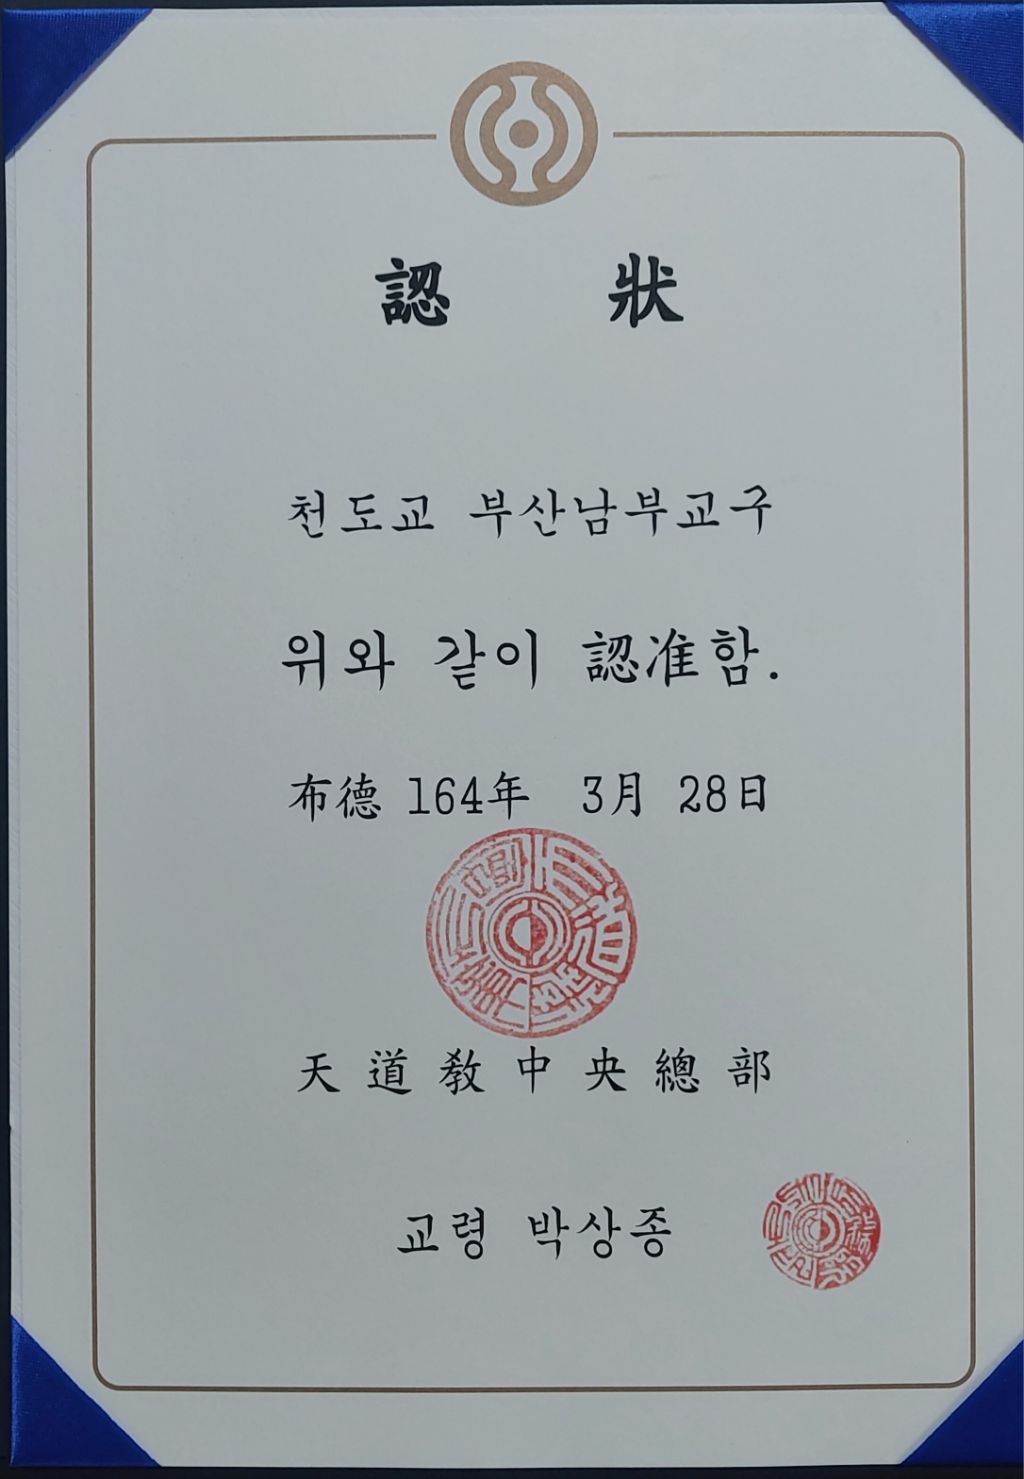 認 狀
천도교 부산남부교구
위와 같이 認准함.
布德 164年 3月 28日
天道敎中央總部
교령 박상종